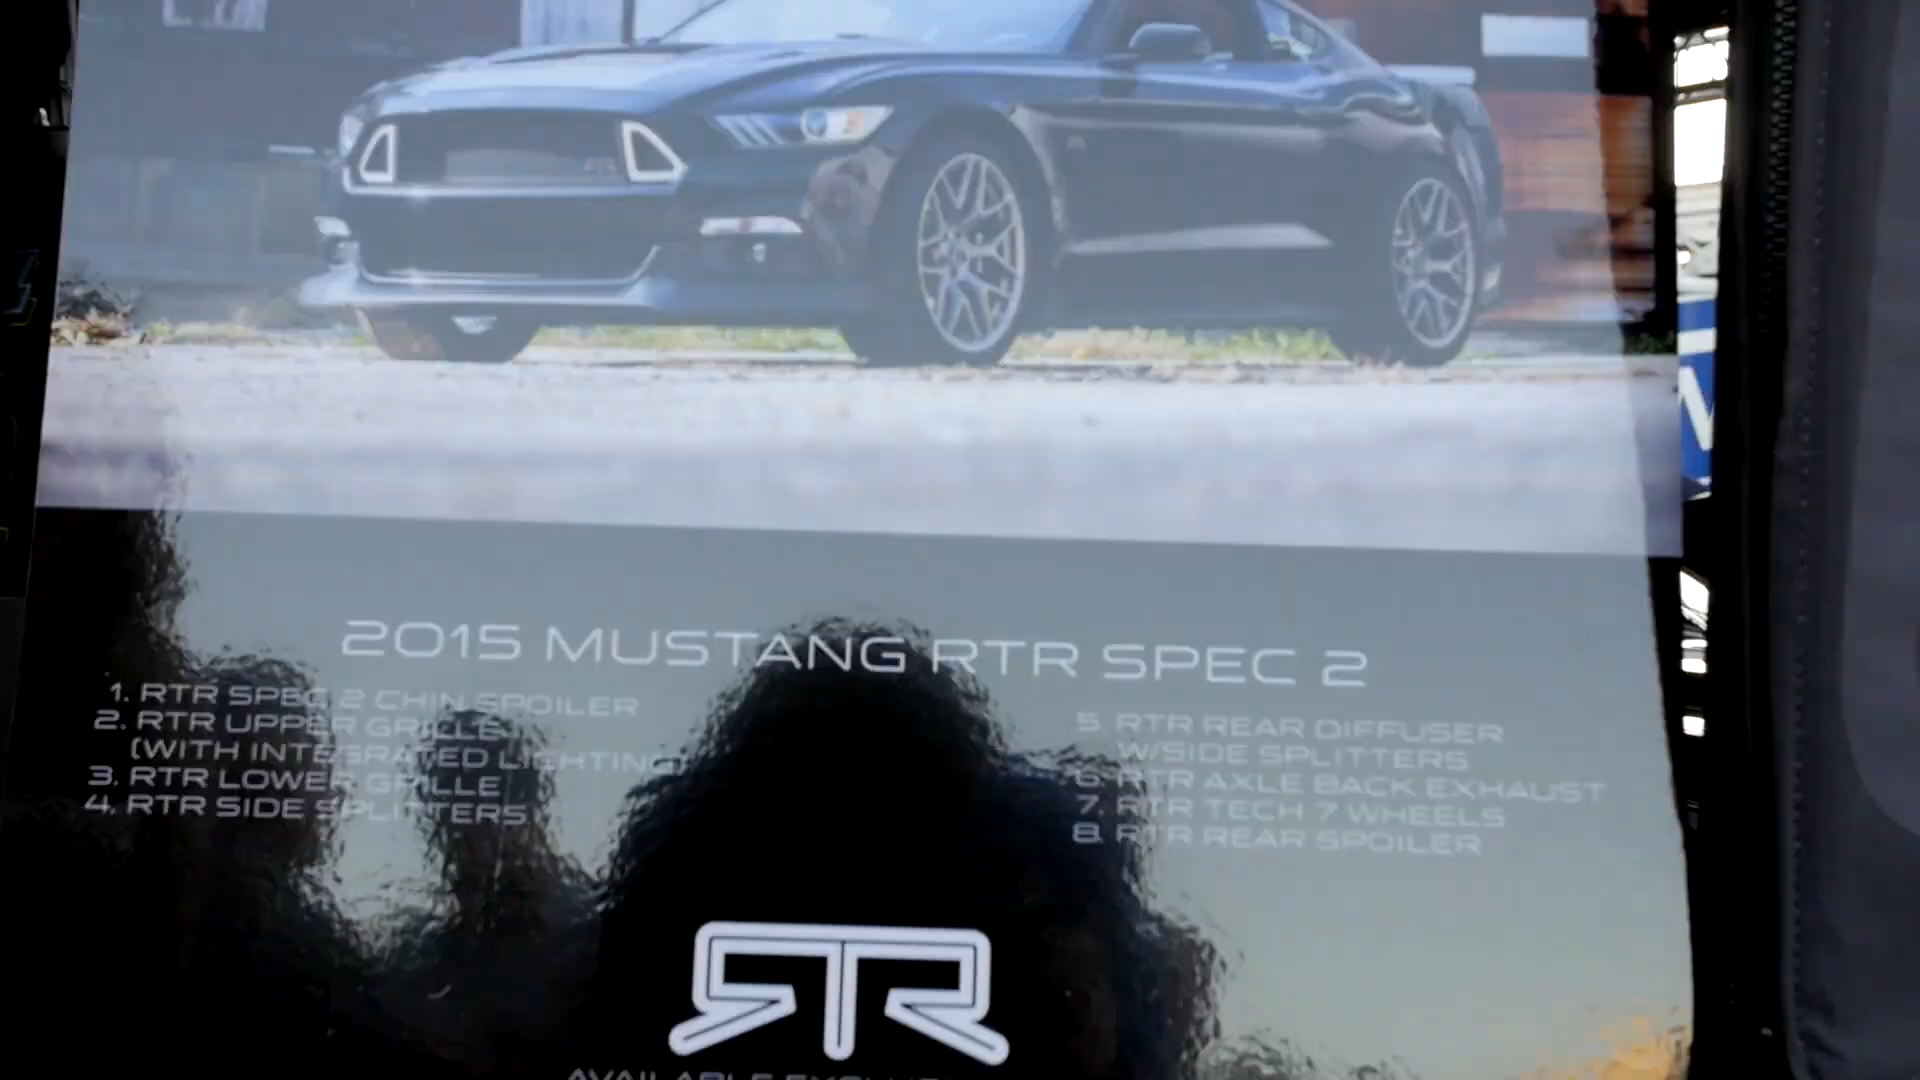 2015 MUSTANG RTR SPEC 2
1. RTR SPEC 2 CHIN SPOILER
2. RTR UPPER GRILLE
(WITH INTEGRATED LIGHTING)
3. RTR LOWER GRILLE
4. RTR SIDE SPLITTERS
5. RTR REAR DIFFUSER
W/SIDE SPLITTERS
6. RTR AXLE BACK EXHAUST
7. RTR TECH 7 WHEELS
8. RTR REAR SPOILER
RTR
AVAILABLE